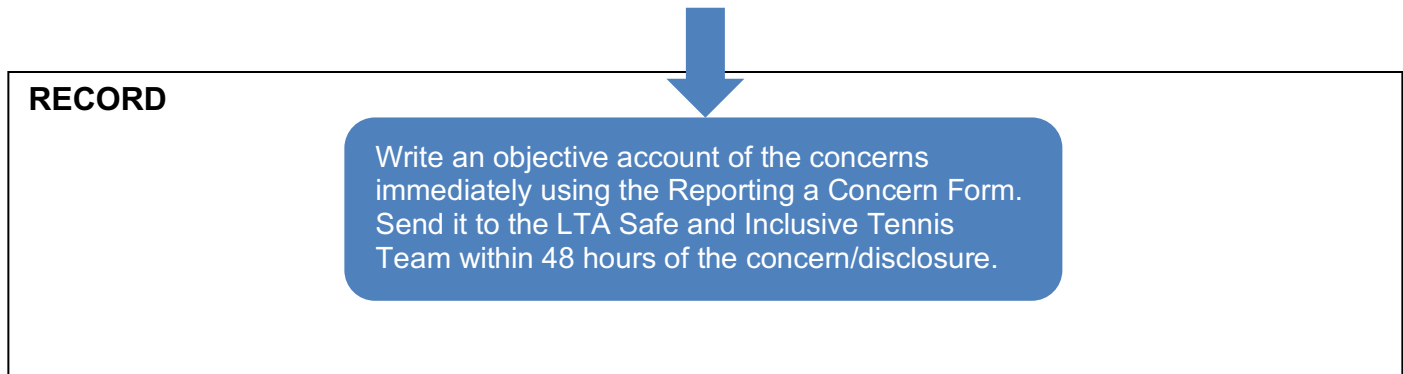 RECORD
Write an objective account of the concerns
immediately using the Reporting a Concern Form.
Send it to the LTA Safe and Inclusive Tennis
Team within 48 hours of the concern/disclosure.